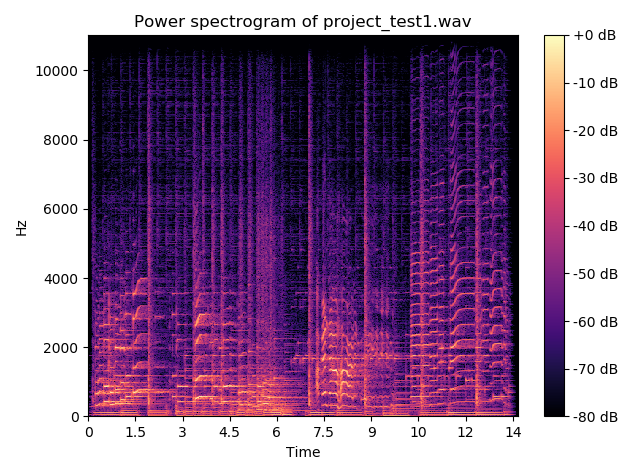 Power spectrogram of project_test1.wav
+0 dB
10000
-10 dB
8000
-20 dB
-30 dB
6000
Hz
-40 dB
4000
-50 dB
-60 dB
2000
-70 dB
0
-80 dB
0 1.5 3 4.5 6 7.5 9 10 12 14
Time